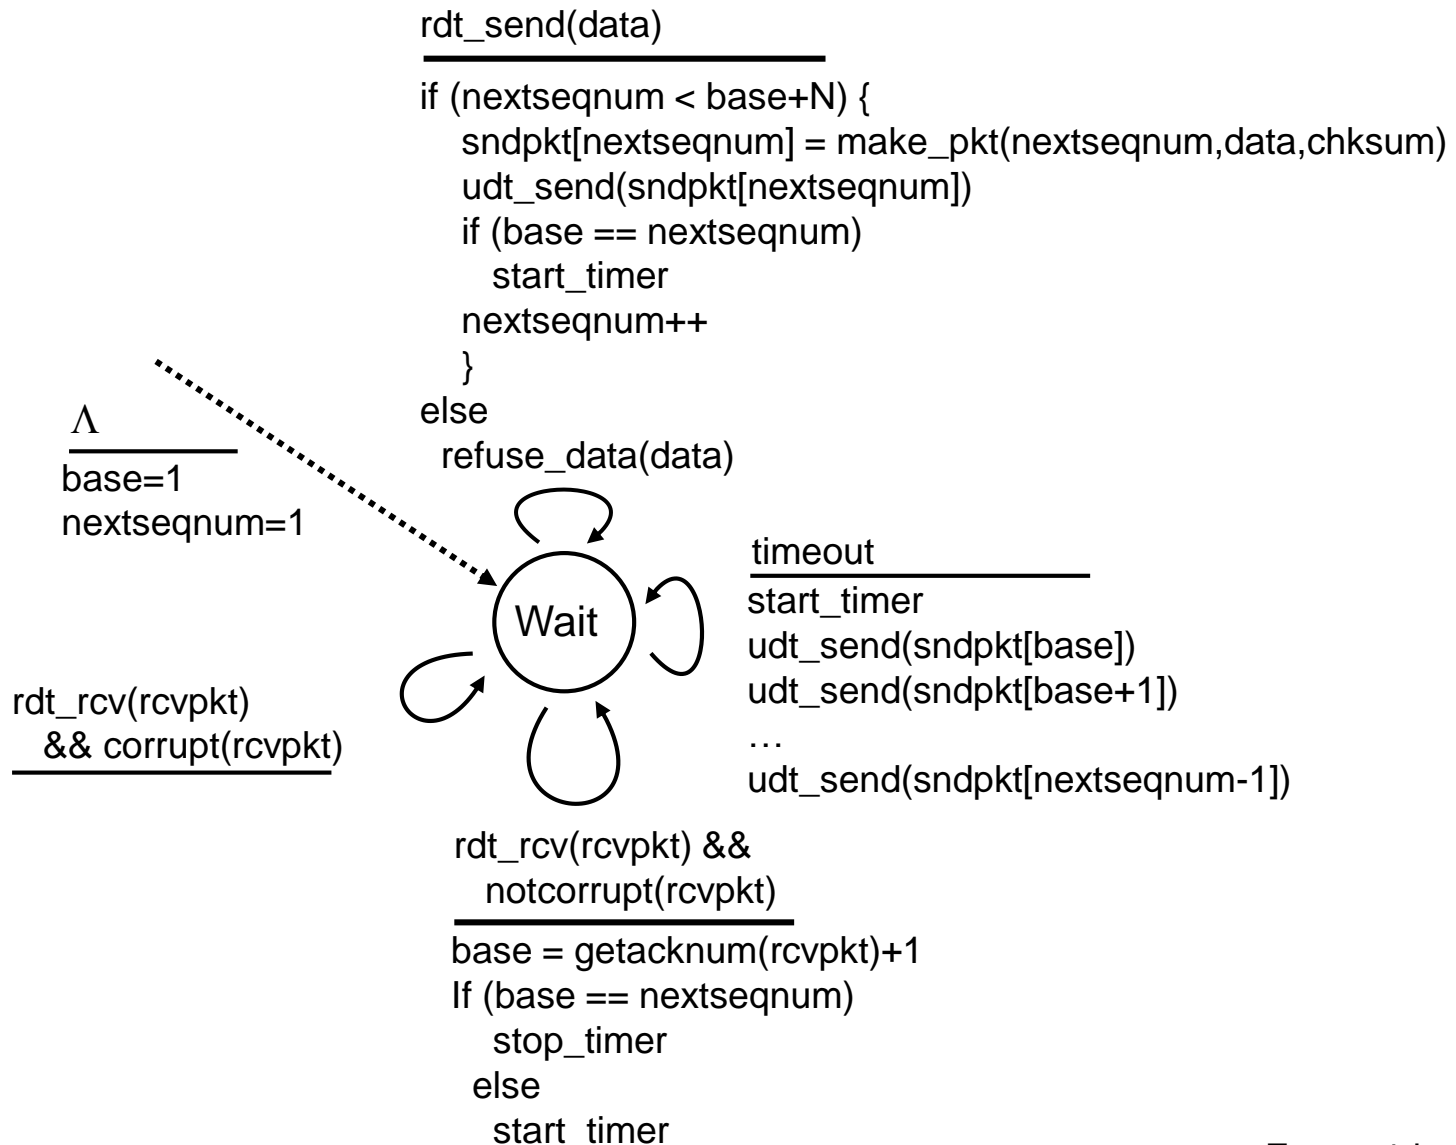 rdt_send(data)
if (nextseqnum < base+N) {
sndpkt[nextseqnum] = make_pkt(nextseqnum,data,chksum)
udt_send(sndpkt[nextseqnum])
if (base == nextseqnum)
start_timer
nextseqnum++
}
else
refuse_data(data)
Λ
base=1
nextseqnum=1
Wait
timeout
start_timer
udt_send(sndpkt[base])
udt_send(sndpkt[base+1])
…
udt_send(sndpkt[nextseqnum-1])
rdt_rcv(rcvpkt)
&& corrupt(rcvpkt)
rdt_rcv(rcvpkt) &&
notcorrupt(rcvpkt)
base = getacknum(rcvpkt)+1
If (base == nextseqnum)
stop_timer
else
start_timer